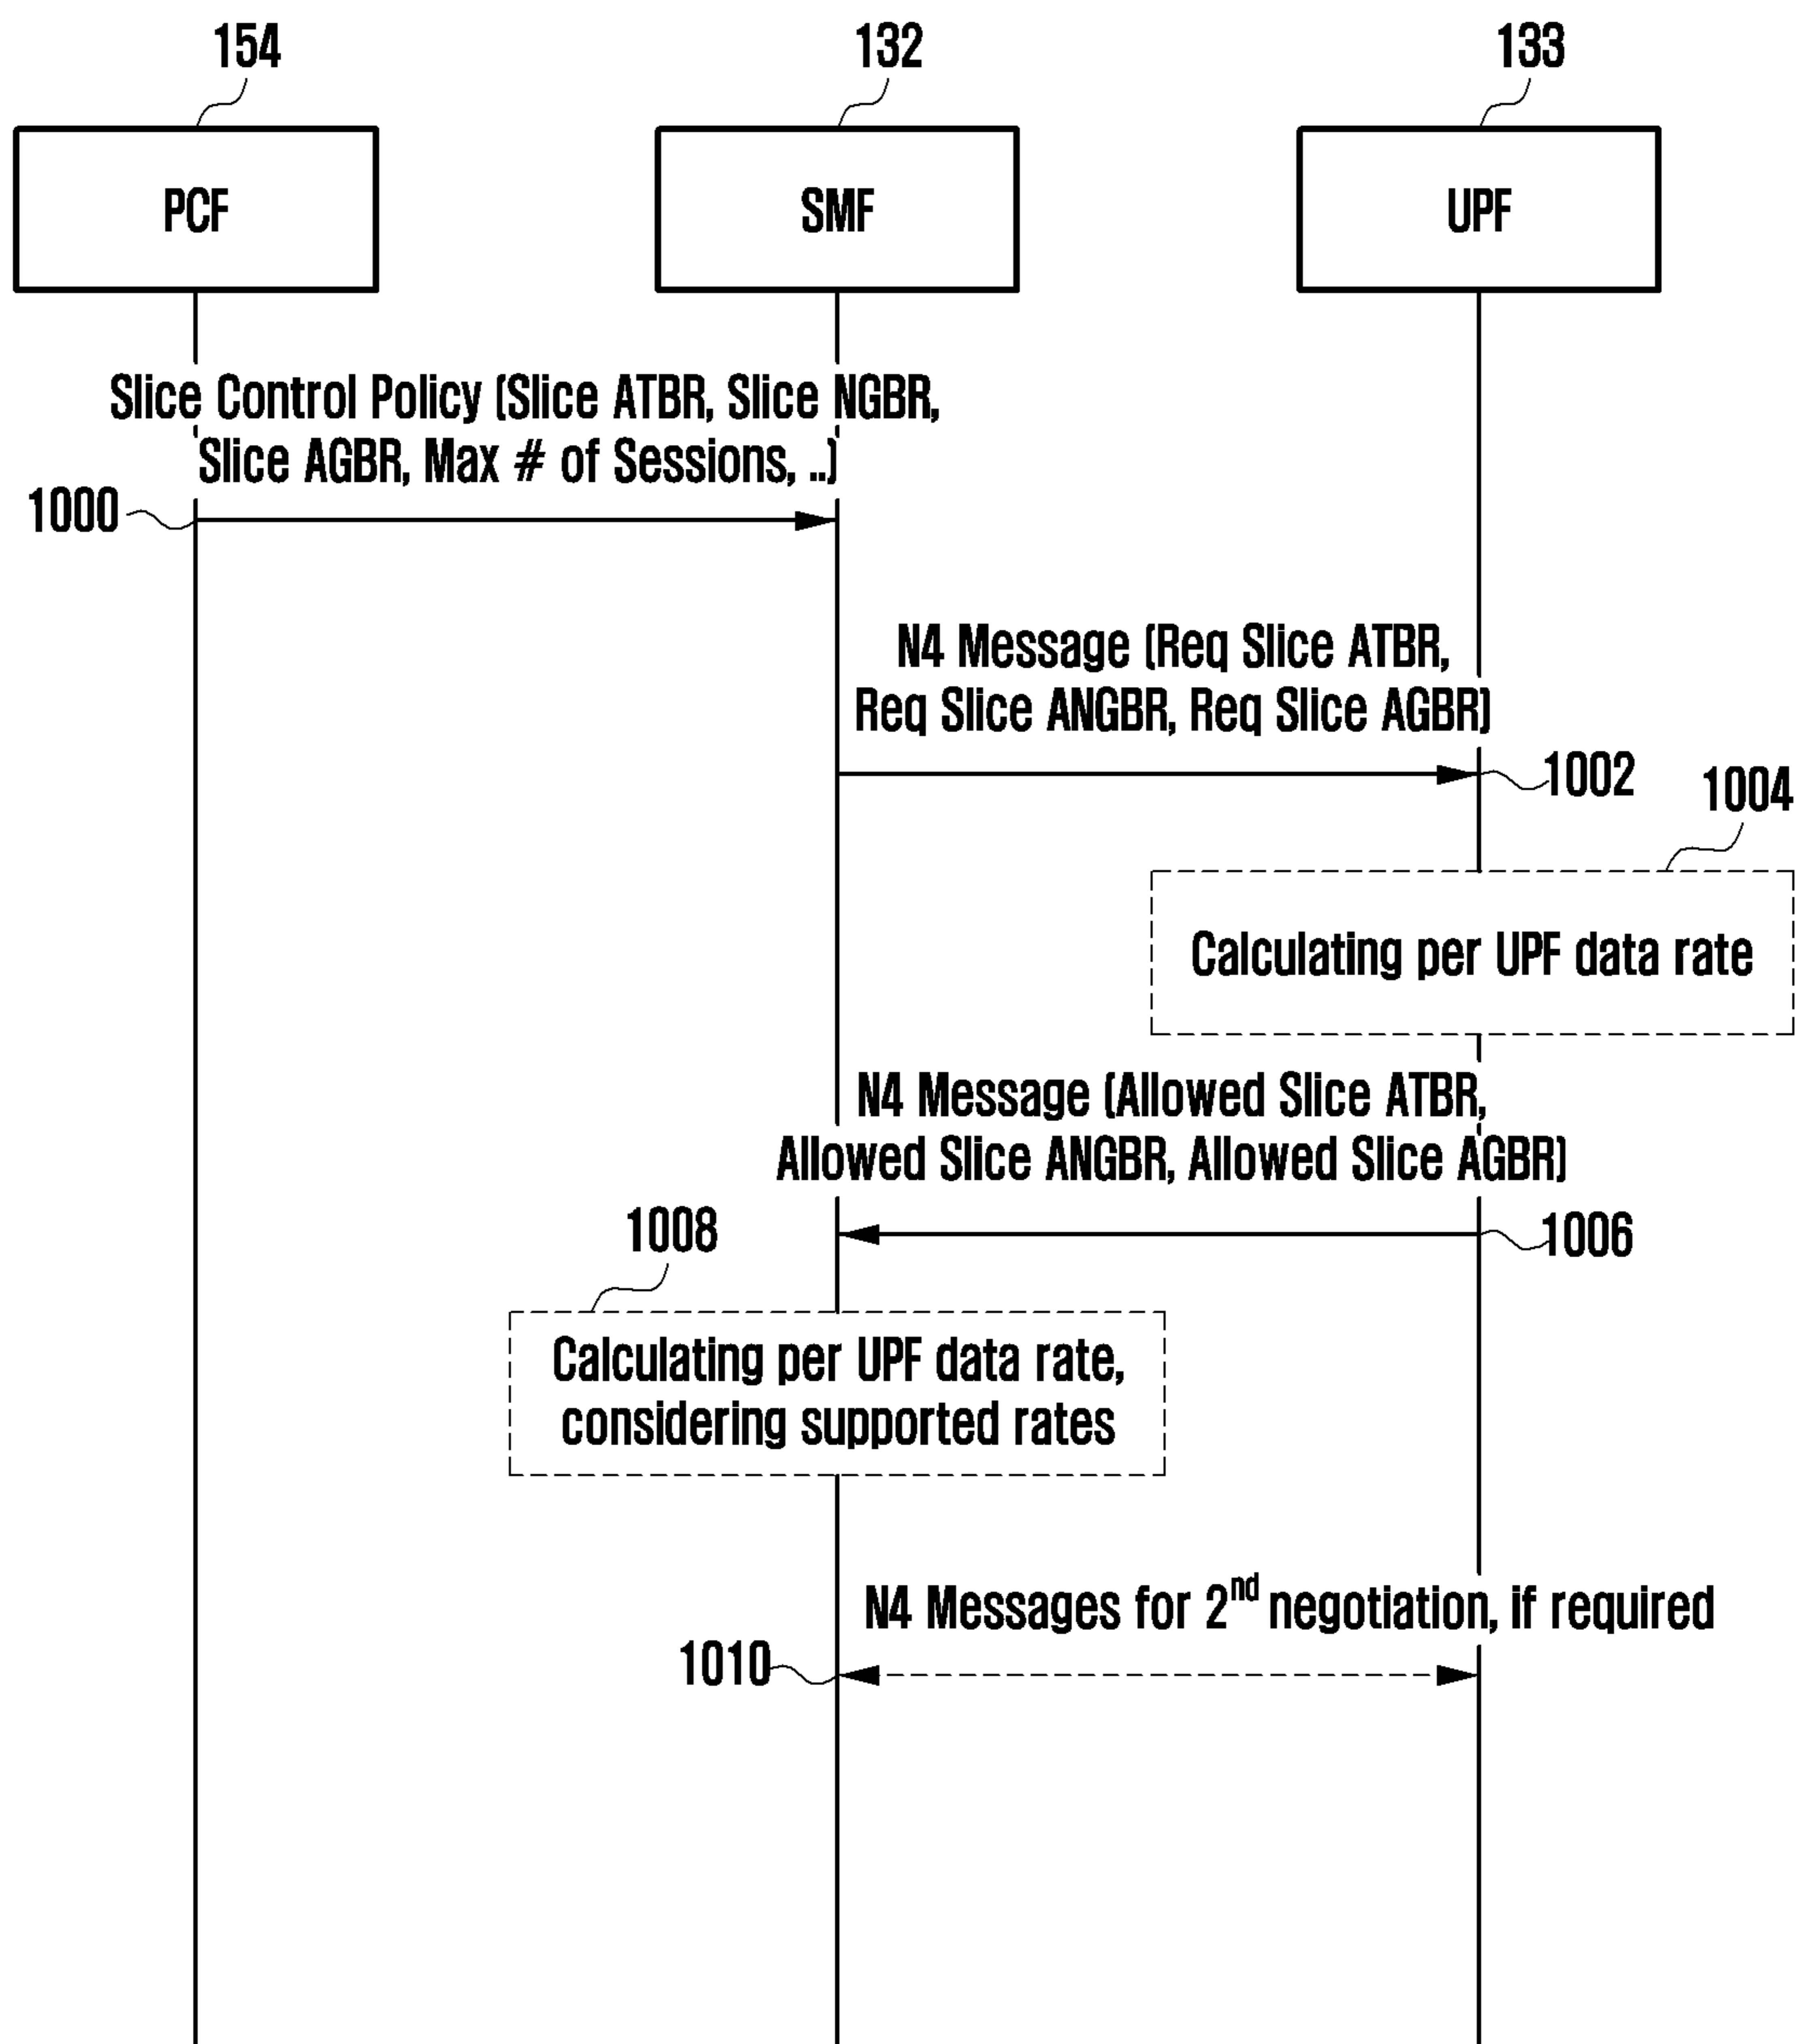 154
132
133
PCF
SMF
UPF
Slice Control Policy (Slice ATBR, Slice NGBR,
Slice AGBR, Max # of Sessions, ..)
1000
N4 Message (Req Slice ATBR,
Req Slice ANGBR, Req Slice AGBR)
1002
1004
Calculating per UPF data rate
N4 Message (Allowed Slice ATBR,
Allowed Slice ANGBR, Allowed Slice AGBR)
1006
1008
Calculating per UPF data rate,
considering supported rates
N4 Messages for 2nd negotiation, if required
1010